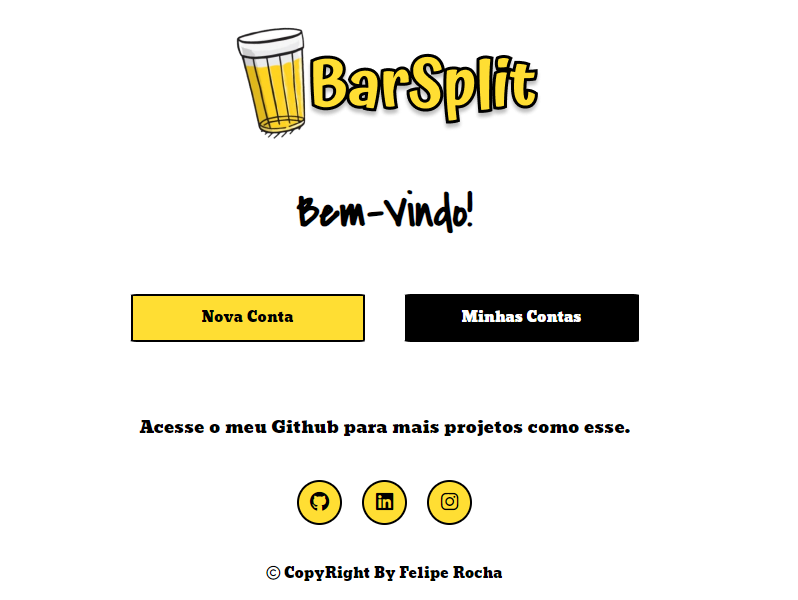 BarSplit
Bem-Vindo!
Nova Conta
Minhas Contas
Acesse o meu Github para mais projetos como esse.
in
© CopyRight By Felipe Rocha